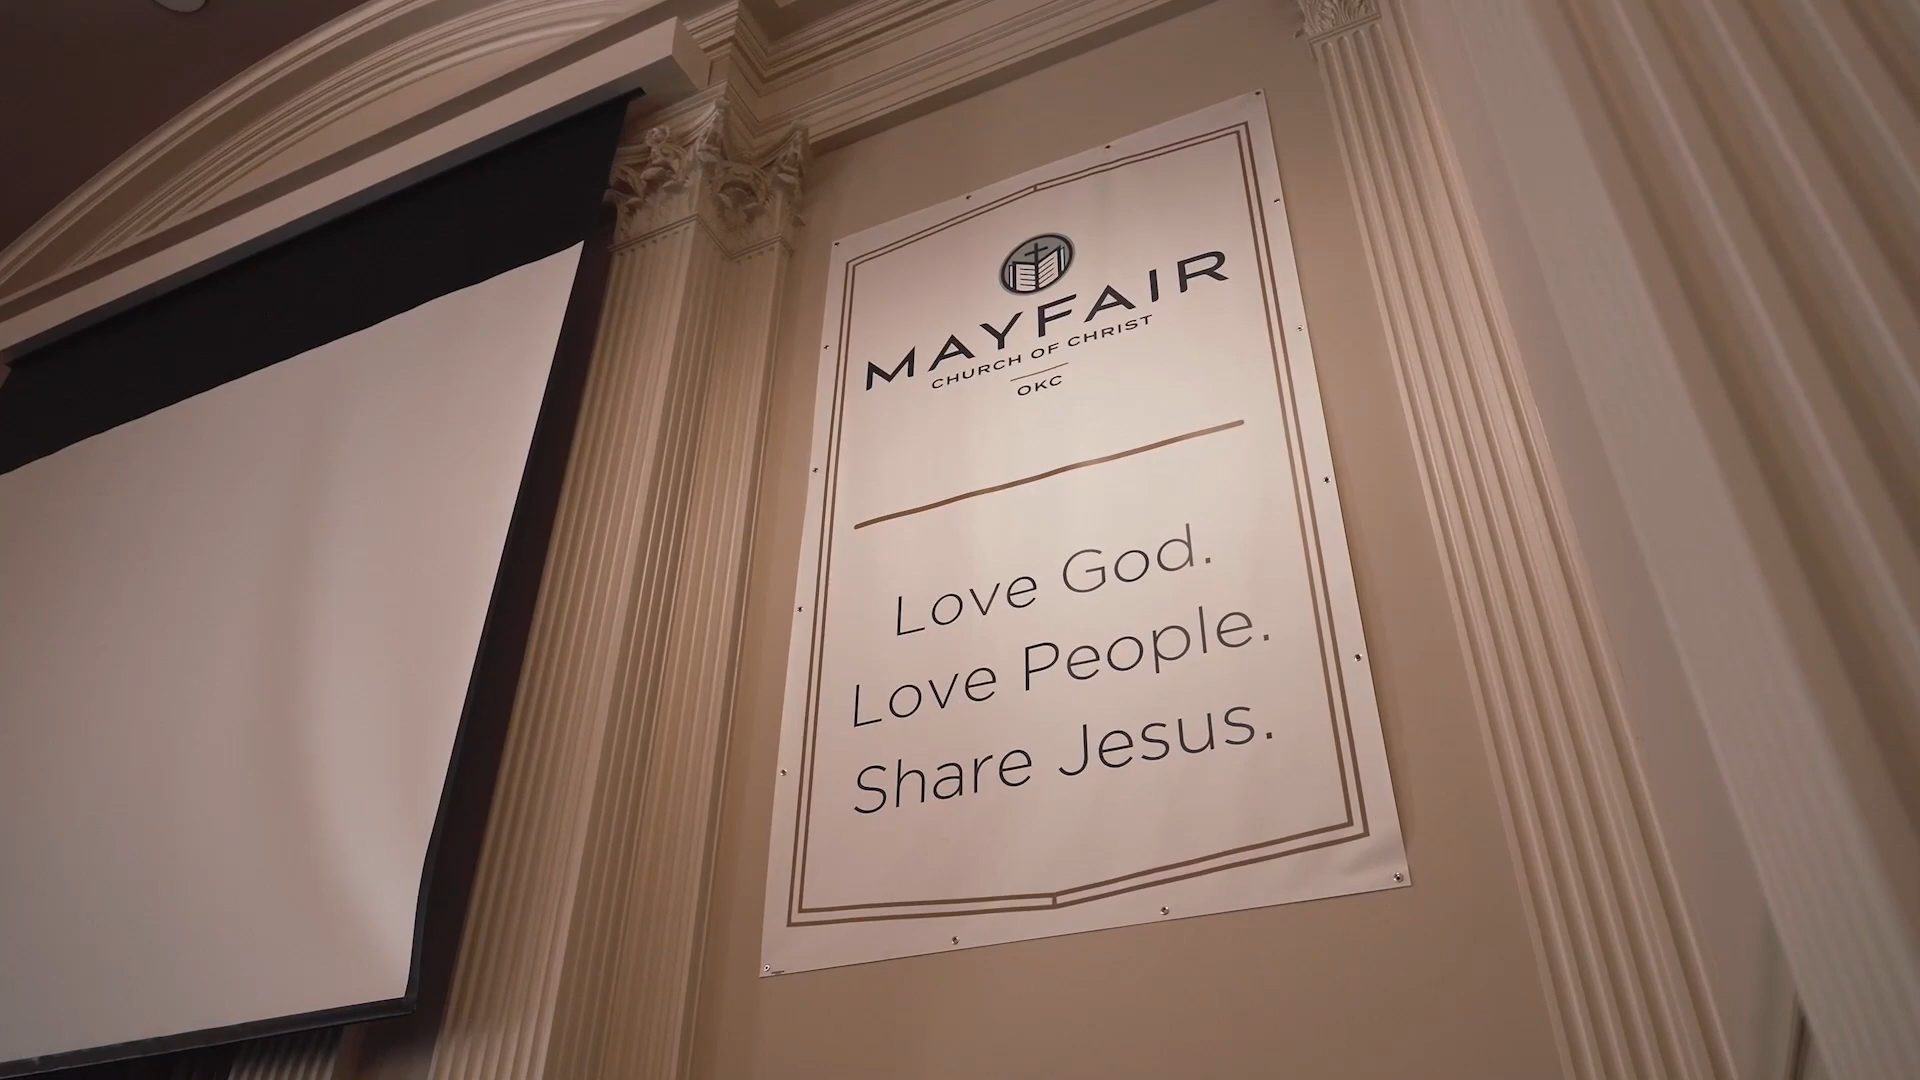 MAYFAIR
CHURCH OF CHRIST
OKC
Love God.
Love People.
Share Jesus.